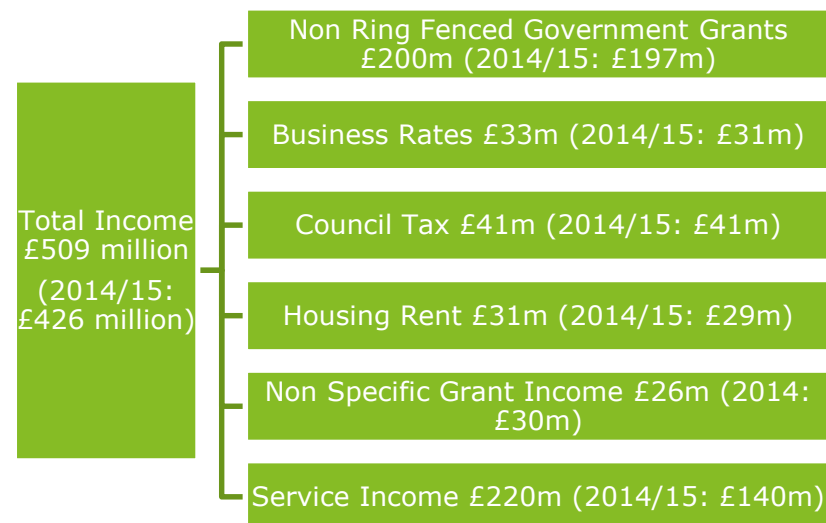 Total Income
£509 million
(2014/15:
£426 million)
Non Ring Fenced Government Grants
£200m (2014/15: £197m)
Business Rates £33m (2014/15: £31m)
Council Tax £41m (2014/15: £41m)
Housing Rent £31m (2014/15: £29m)
Non Specific Grant Income £26m (2014:
£30m)
Service Income £220m (2014/15: £140m)